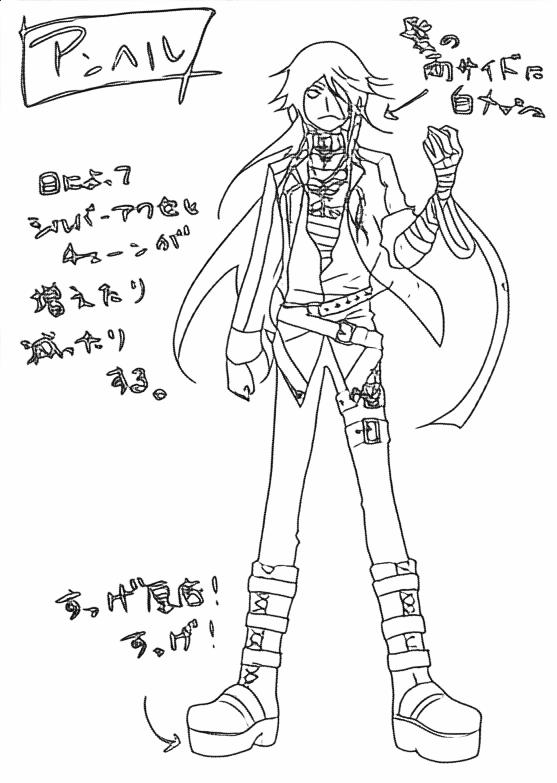 アンヘル
髪の
両サイドに
白メッシュ
日によって
シルバーアクセと
チェーンが
増えたり
減ったり
する。
すっげ厚底!
すっげ!